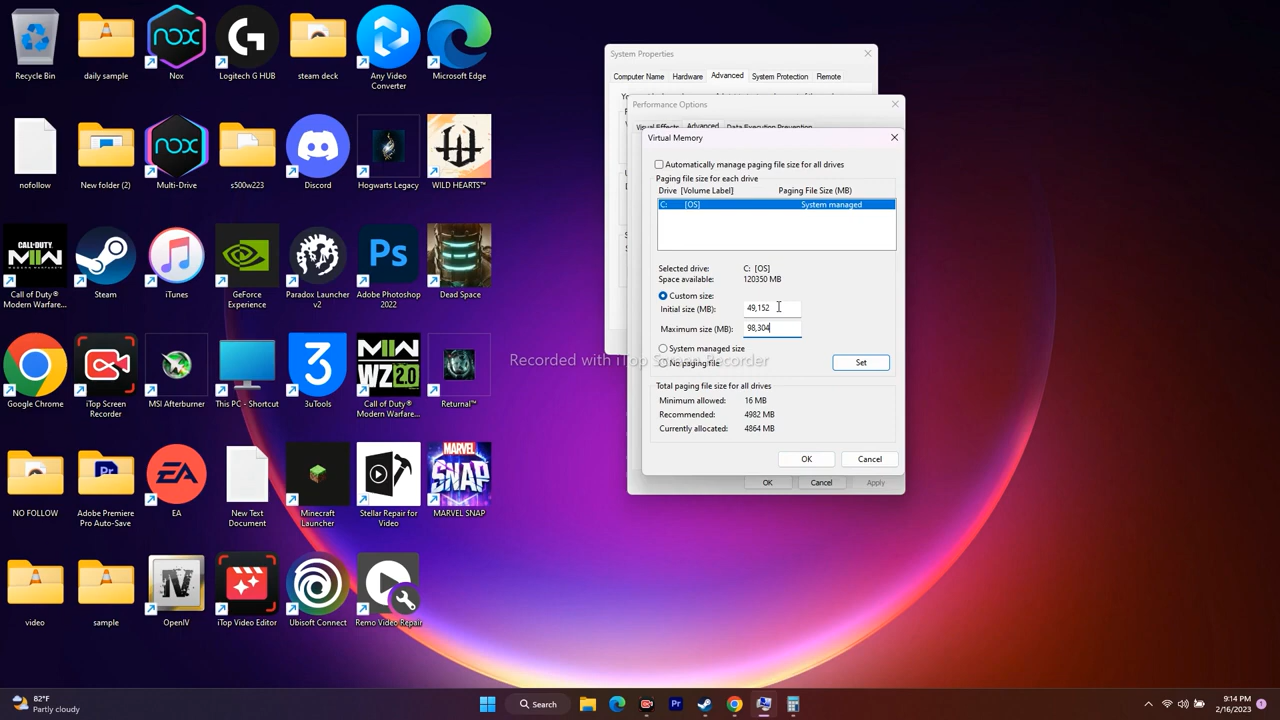 Recycle Bin
daily sample
Nox
Logitech G HUB
steam deck
Any Video
Converter
Microsoft Edge
nofollow
New folder (2)
Multi-Drive
s500w223
Discord
Hogwarts Legacy
WILD HEARTS™
Call of Duty®
Modern Warfare...
Steam
iTunes
GeForce
Experience
Paradox Launcher
v2
Adobe Photoshop
2022
Dead Space
Google Chrome
iTop Screen
Recorder
MSI Afterburner
This PC - Shortcut
3uTools
Call of Duty®
Modern Warfare...
Returnal™
NO FOLLOW
Adobe Premiere
Pro Auto-Save
EA
New Text
Document
Minecraft
Launcher
Stellar Repair for
Video
MARVEL SNAP
video
sample
OpenIV
iTop Video Editor
Ubisoft Connect
Remo Video Repair
System Properties
Computer Name
Hardware
Advanced
System Protection
Remote
Performance Options
Visual Effects
Advanced
Data Execution Prevention
Virtual Memory
Automatically manage paging file size for all drives
Paging file size for each drive
Drive [Volume Label]
Paging File Size (MB)
C: [OS]
System managed
Selected drive: C: [OS]
Space available: 120350 MB
Custom size:
Initial size (MB): 49,152
Maximum size (MB): 98,304
System managed size
No paging file
Set
Recorded with iTop Screen Recorder
Total paging file size for all drives
Minimum allowed: 16 MB
Recommended: 4982 MB
Currently allocated: 4864 MB
OK
Cancel
OK
Cancel
Apply
82°F
Partly cloudy
Search
9:14 PM
2/16/2023